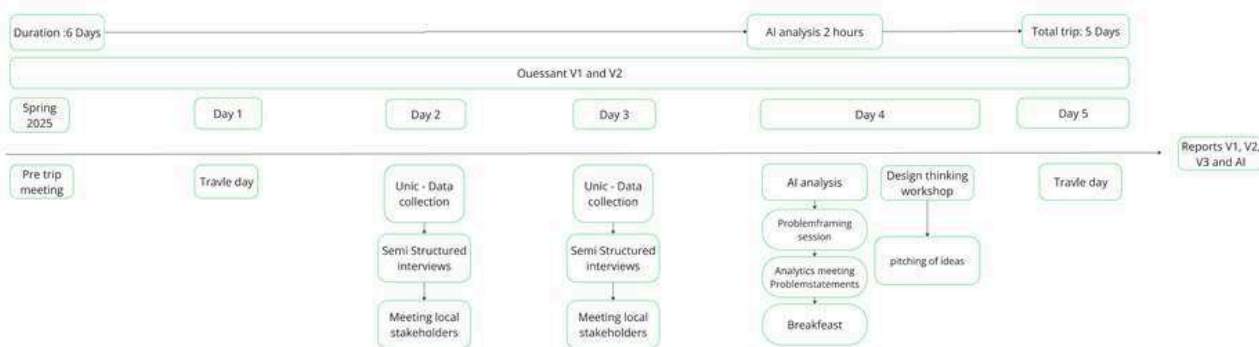 Duration :6 Days
AI analysis 2 hours
Total trip: 5 Days
Ouessant V1 and V2
Spring
2025
Day 1
Day 2
Day 3
Day 4
Day 5
Reports V1, V2,
V3 and AI
Pre trip
meeting
Travle day
Unic - Data
collection
Semi Structured
interviews
Meeting local
stakeholders
Unic - Data
collection
Semi Structured
interviews
Meeting local
stakeholders
AI analysis
Problemframing
session
Analytics meeting
Problemstatements
Breakfeast
Design thinking
workshop
pitching of ideas
Travle day